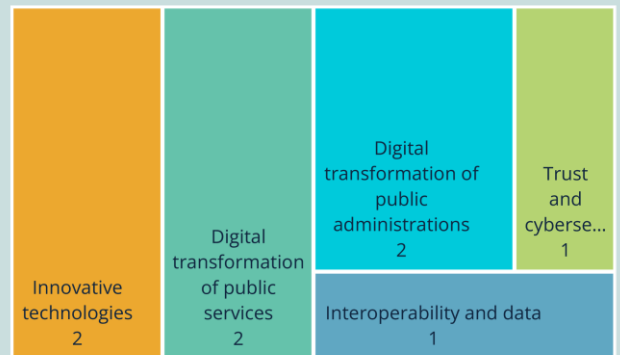 Innovative
technologies
2
Digital
transformation
of public
services
2
Digital
transformation of
public
administrations
2
Trust
and
cyberse...
1
Interoperability and data
1